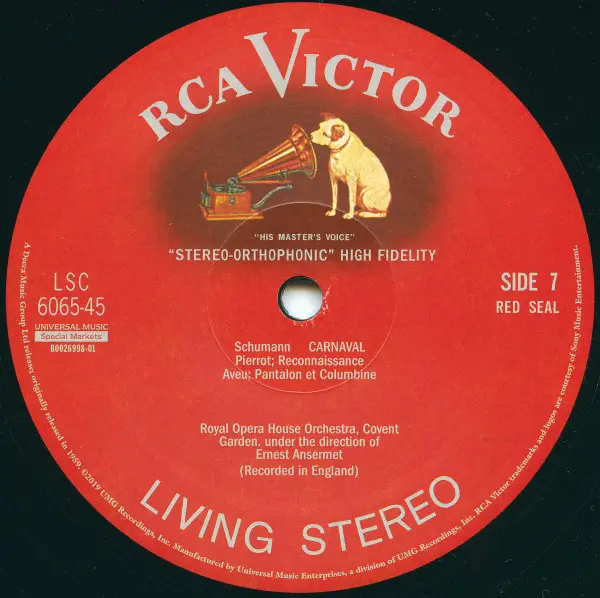 RCA VICTOR
"HIS MASTER'S VOICE"
"STEREO-ORTHOPHONIC" HIGH FIDELITY
LSC
6065-45
UNIVERSAL MUSIC
Special Markets
B0026998-01
SIDE 7
RED SEAL
Schumann CARNAVAL
Pierrot; Reconnaissance
Aveu; Pantalon et Columbine
Royal Opera House Orchestra, Covent
Garden. under the direction of
Ernest Ansermet
(Recorded in England)
LIVING STEREO
A Decca Music Group Ltd release; originally released in 1959. ©2019 UMG Recordings, Inc. Manufactured by Universal Music Enterprises, a division of UMG Recordings, Inc. RCA Victor trademarks and logos are courtesy of Sony Music Entertainment.